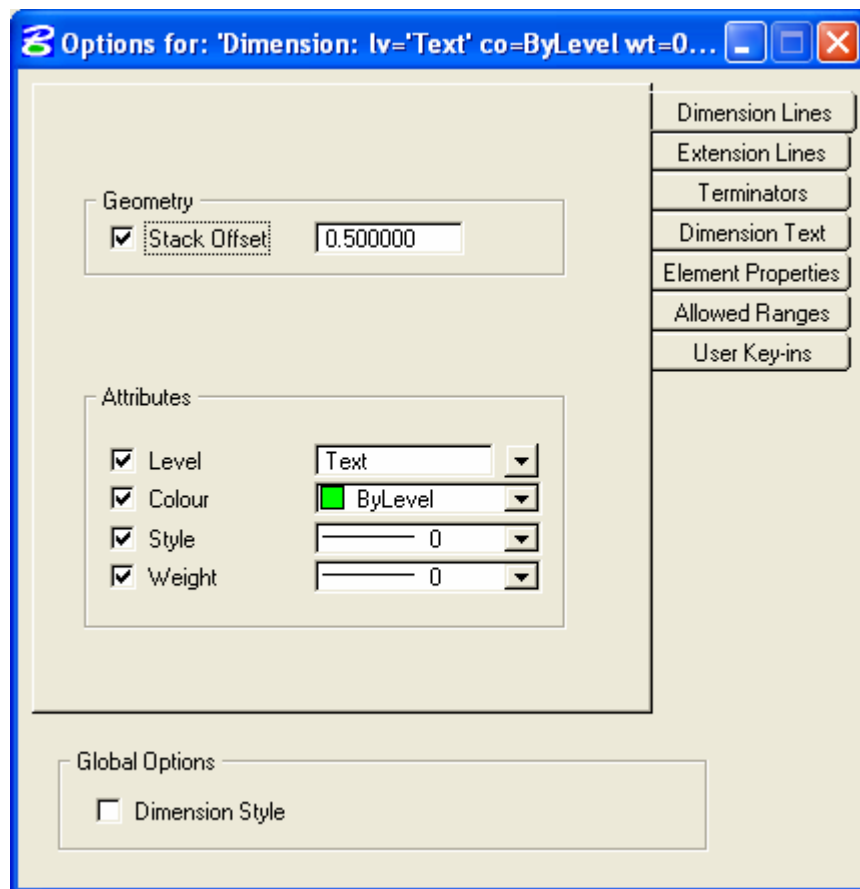 Options for: 'Dimension: lv='Text' co=ByLevel wt=0...
Dimension Lines
Extension Lines
Terminators
Dimension Text
Element Properties
Allowed Ranges
User Key-ins
Geometry
Stack Offset 0.500000
Attributes
Level Text
Colour ByLevel
Style 0
Weight 0
Global Options
Dimension Style